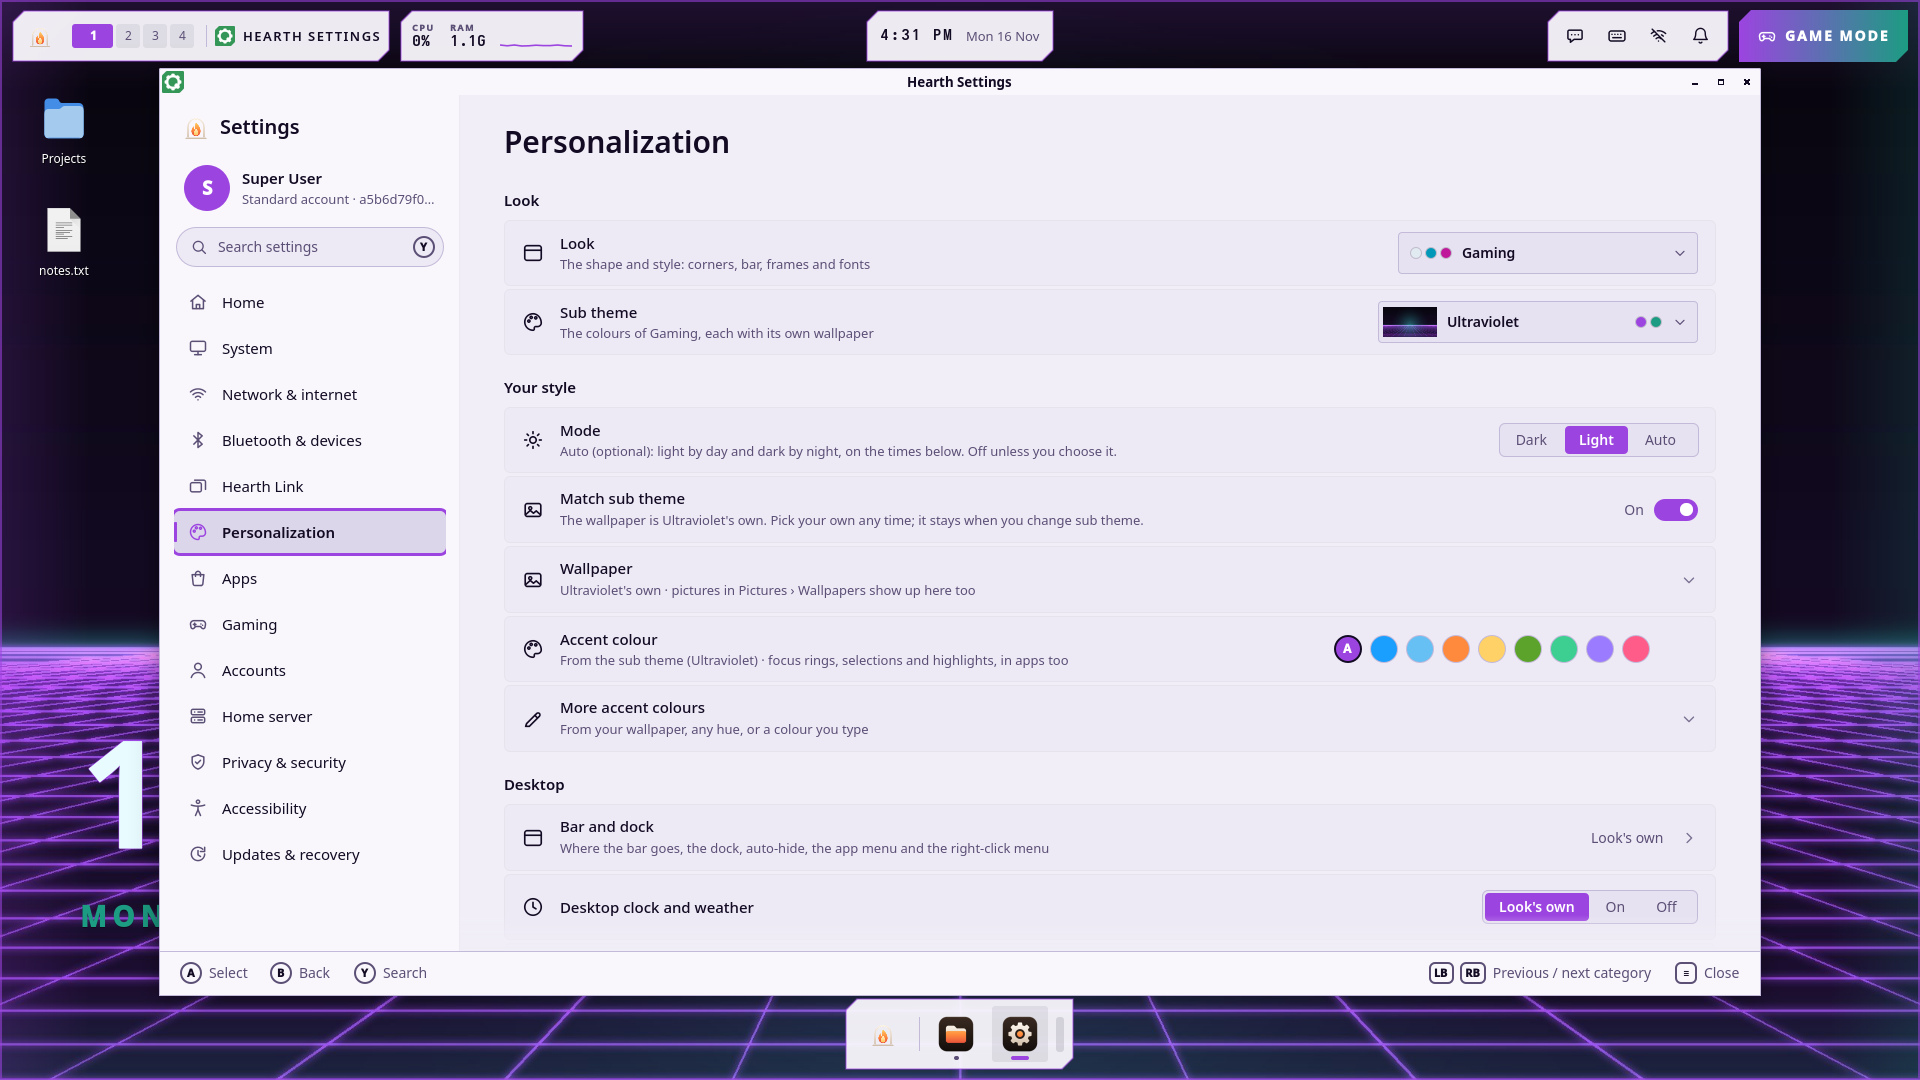 1 2 3 4 HEARTH SETTINGS
CPU RAM
0% 1.1G
4:31 PM Mon 16 Nov
GAME MODE
Hearth Settings
Projects
notes.txt
1
MON
Settings
S
Super User
Standard account · a5b6d79f0...
Search settings Y
Home
System
Network & internet
Bluetooth & devices
Hearth Link
Personalization
Apps
Gaming
Accounts
Home server
Privacy & security
Accessibility
Updates & recovery
Personalization
Look
Look
The shape and style: corners, bar, frames and fonts
Gaming
Sub theme
The colours of Gaming, each with its own wallpaper
Ultraviolet
Your style
Mode
Auto (optional): light by day and dark by night, on the times below. Off unless you choose it.
Dark Light Auto
Match sub theme
The wallpaper is Ultraviolet's own. Pick your own any time; it stays when you change sub theme.
On
Wallpaper
Ultraviolet's own · pictures in Pictures › Wallpapers show up here too
Accent colour
From the sub theme (Ultraviolet) · focus rings, selections and highlights, in apps too
A
More accent colours
From your wallpaper, any hue, or a colour you type
Desktop
Bar and dock
Where the bar goes, the dock, auto-hide, the app menu and the right-click menu
Look's own
Desktop clock and weather
Look's own On Off
A Select B Back Y Search
LB RB Previous / next category ≡ Close